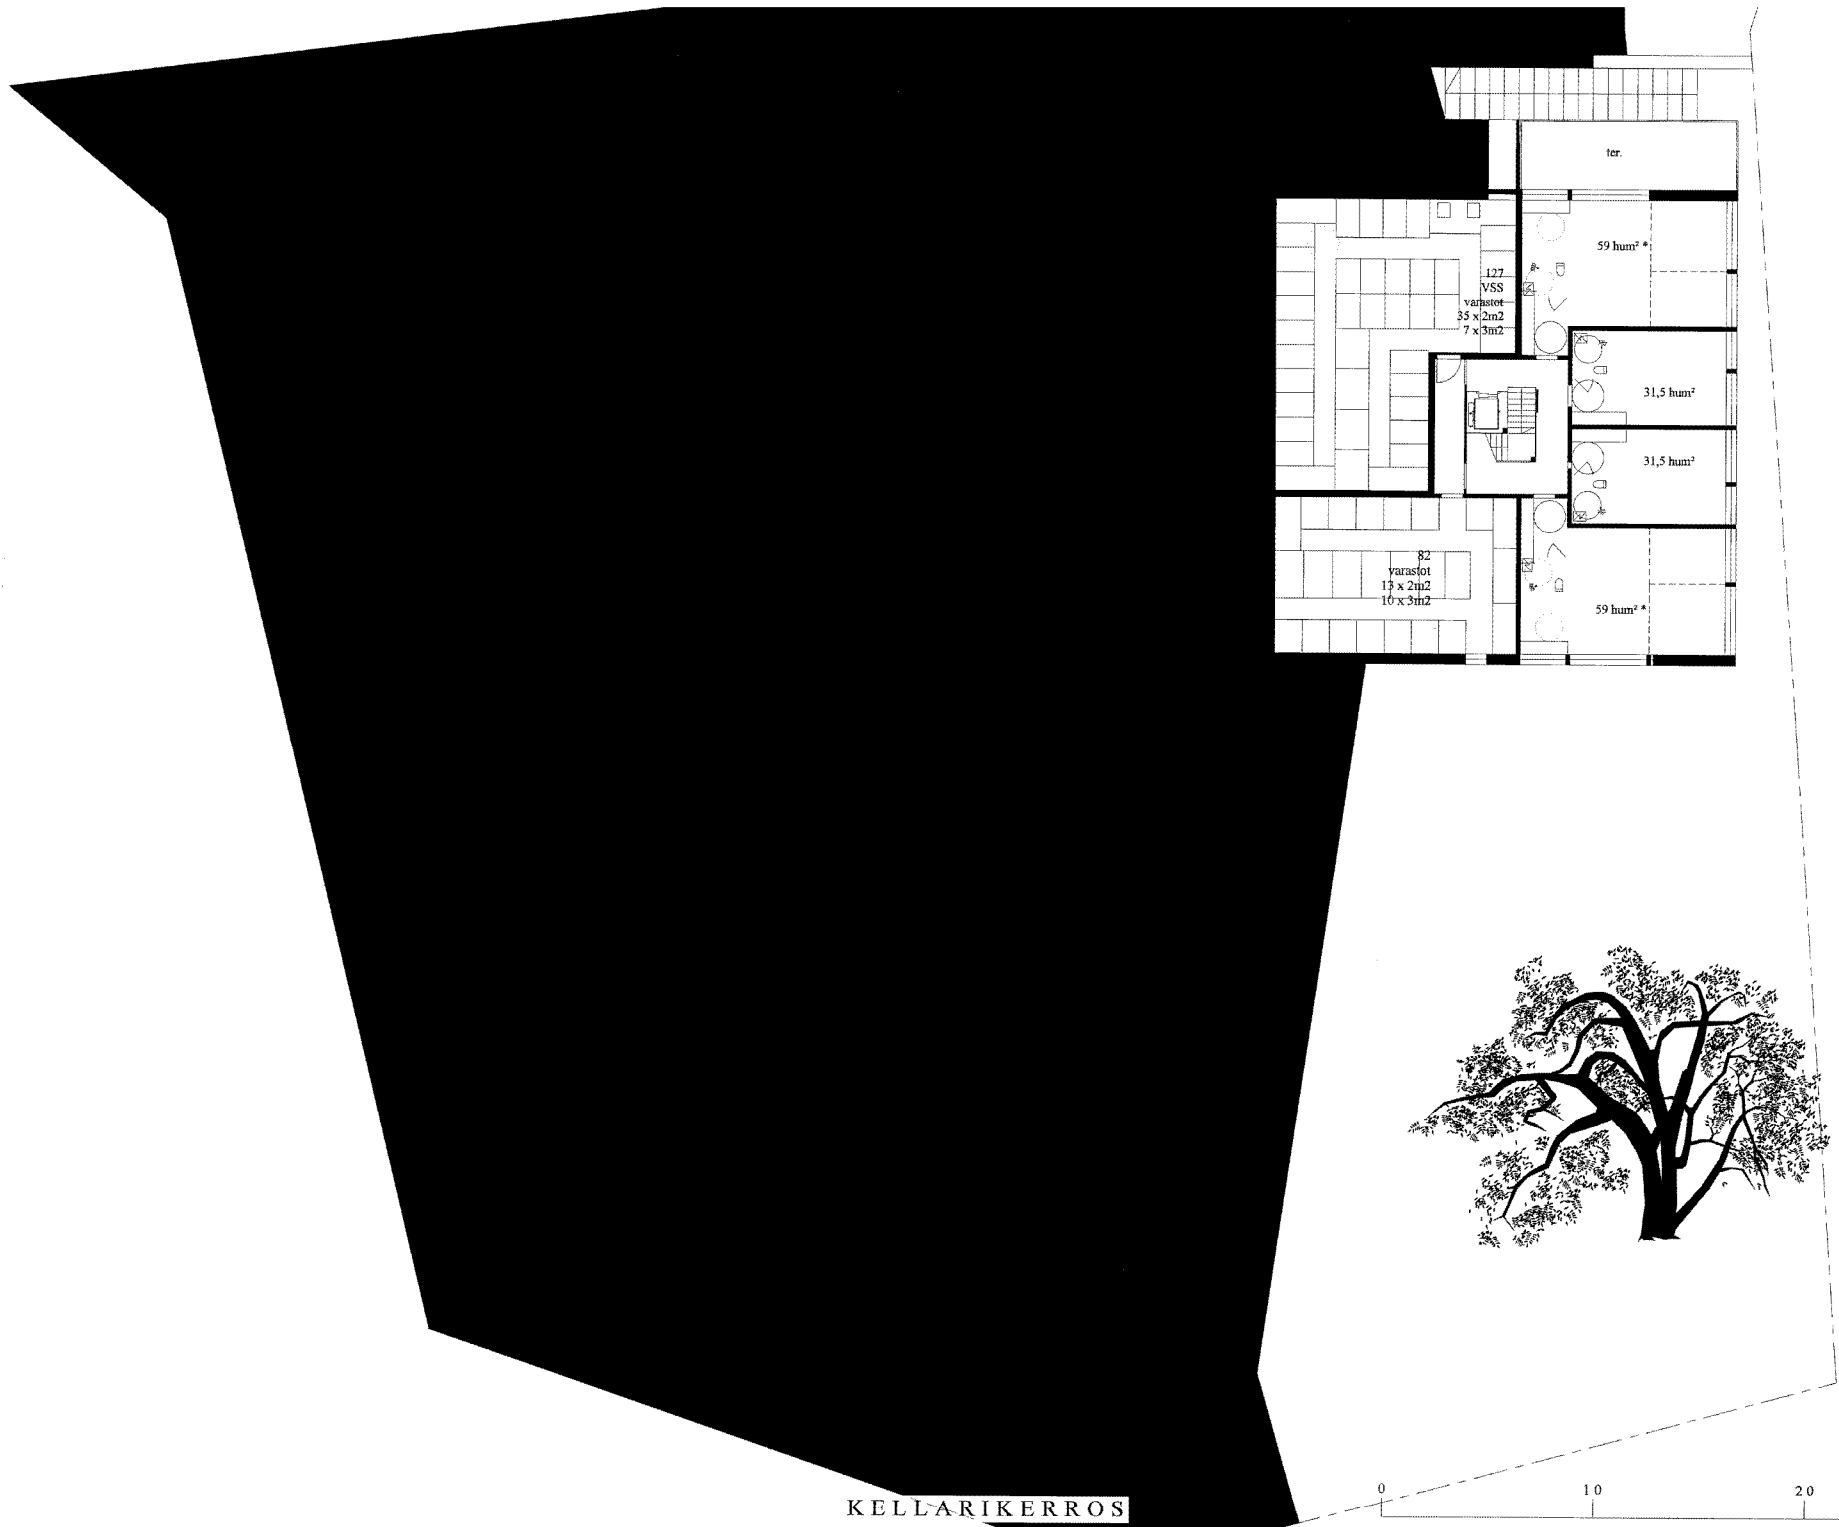 ter.
59 hum² *
127
VSS
varastot
35 x 2m2
7 x 3m2
31,5 hum²
31,5 hum²
82
varastot
13 x 2m2
10 x 3m2
59 hum² *
KELLARIKERROS
0 10 20